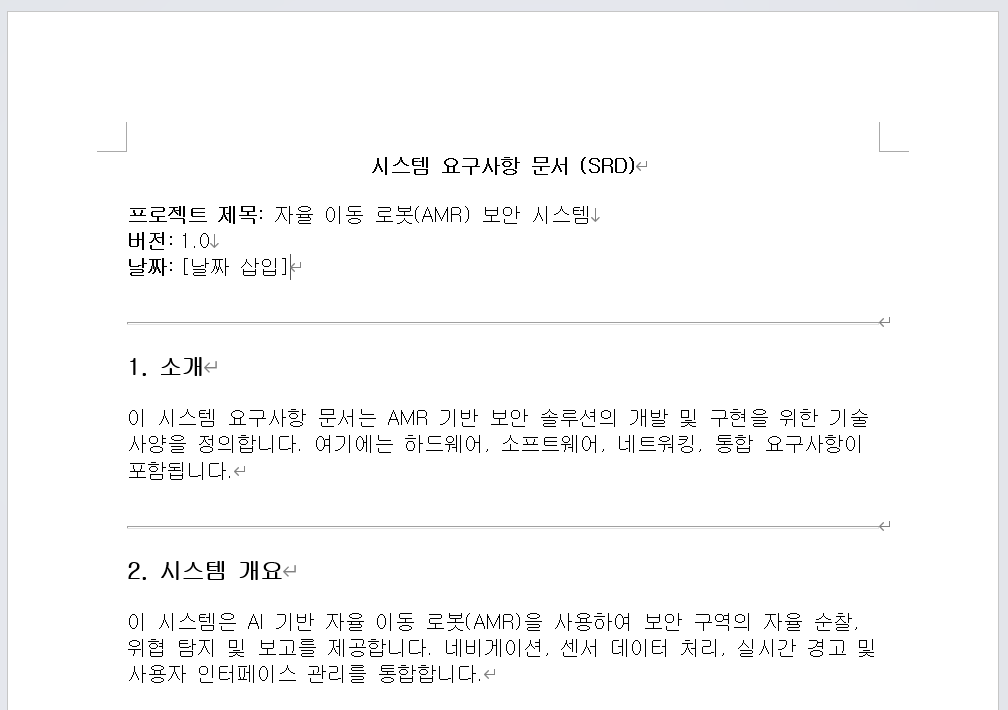 시스템 요구사항 문서 (SRD)
프로젝트 제목: 자율 이동 로봇(AMR) 보안 시스템
버전: 1.0
날짜: [날짜 삽입]
1. 소개
이 시스템 요구사항 문서는 AMR 기반 보안 솔루션의 개발 및 구현을 위한 기술
사양을 정의합니다. 여기에는 하드웨어, 소프트웨어, 네트워킹, 통합 요구사항이
포함됩니다.
2. 시스템 개요
이 시스템은 AI 기반 자율 이동 로봇(AMR)을 사용하여 보안 구역의 자율 순찰,
위협 탐지 및 보고를 제공합니다. 네비게이션, 센서 데이터 처리, 실시간 경고 및
사용자 인터페이스 관리를 통합합니다.